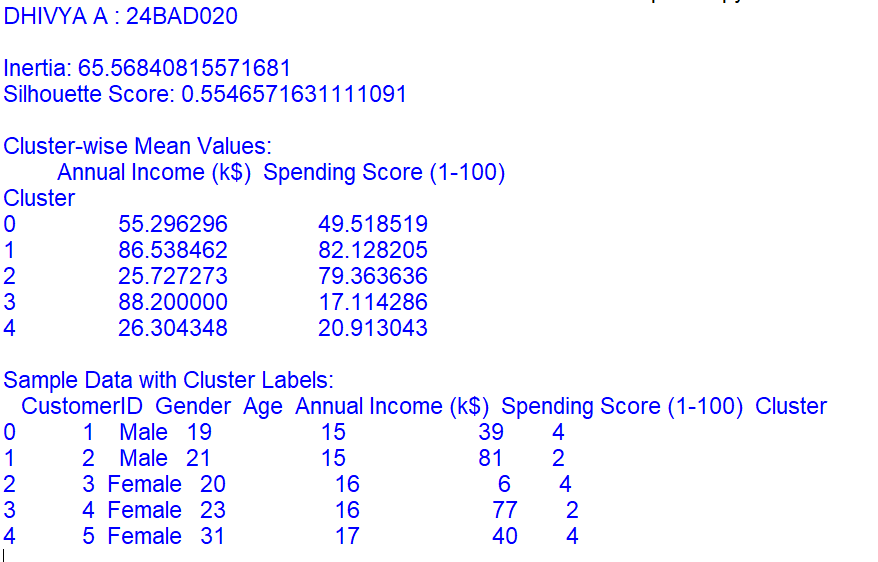 DHIVYA A : 24BAD020
Inertia: 65.56840815571681
Silhouette Score: 0.5546571631111091
Cluster-wise Mean Values:
Annual Income (k$) Spending Score (1-100)
Cluster
0 55.296296 49.518519
1 86.538462 82.128205
2 25.727273 79.363636
3 88.200000 17.114286
4 26.304348 20.913043
Sample Data with Cluster Labels:
CustomerID Gender Age Annual Income (k$) Spending Score (1-100) Cluster
0 1 Male 19 15 39 4
1 2 Male 21 15 81 2
2 3 Female 20 16 6 4
3 4 Female 23 16 77 2
4 5 Female 31 17 40 4